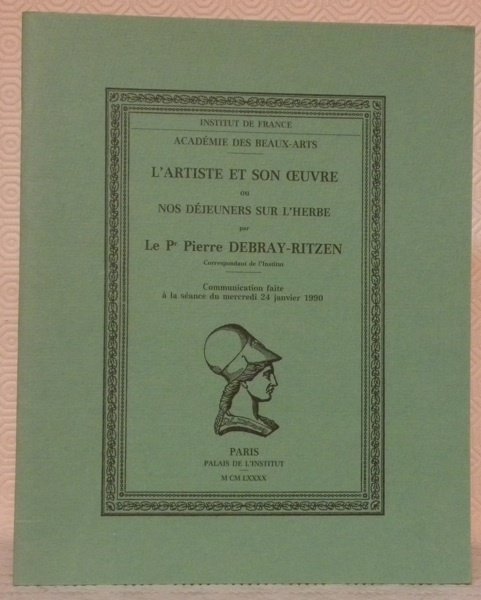 INSTITUT DE FRANCE
ACADÉMIE DES BEAUX-ARTS
L'ARTISTE ET SON ŒUVRE
ou
NOS DÉJEUNERS SUR L'HERBE
par
Le Pr Pierre DEBRAY-RITZEN
Correspondant de l'Institut
Communication faite
à la séance du mercredi 24 janvier 1990
PARIS
PALAIS DE L'INSTITUT
M CM LXXXX